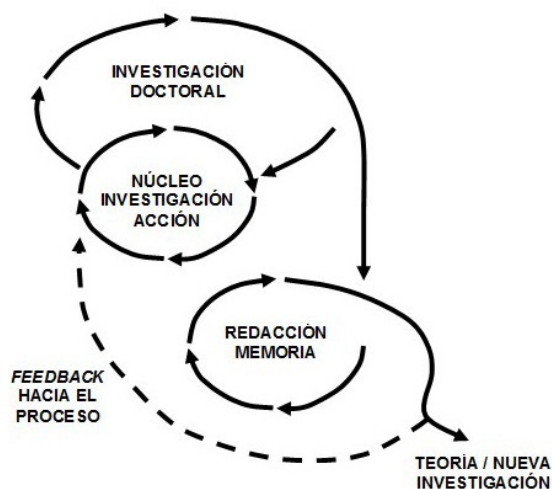 INVESTIGACIÓN
DOCTORAL
NÚCLEO
INVESTIGACIÓN
ACCIÓN
REDACCIÓN
MEMORIA
FEEDBACK
HACIA EL
PROCESO
TEORÍA / NUEVA
INVESTIGACIÓN